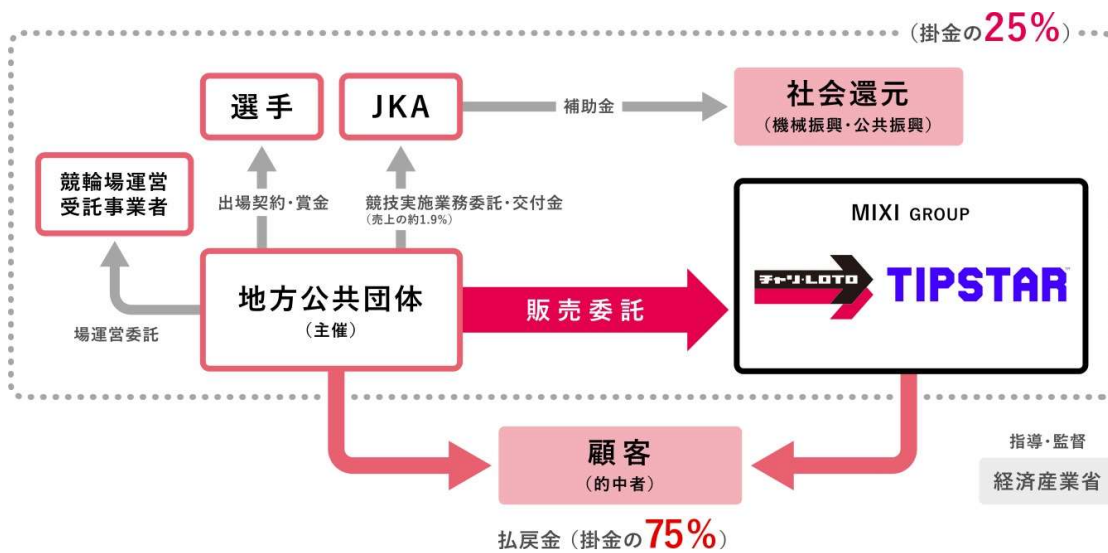 (掛金の25%)
選手
JKA
補助金
社会還元
(機械振興・公共振興)
競輪場運営
受託事業者
出場契約・賞金
競技実施業務委託・交付金
(売上の約1.9%)
MIXI GROUP
チャリ・LOTO
TIPSTAR
地方公共団体
(主催)
販売委託
場運営委託
顧客
(的中者)
指導・監督
経済産業省
払戻金(掛金の75%)